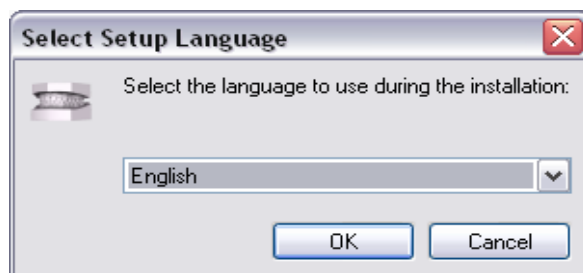 Select Setup Language
Select the language to use during the installation:
English
OK
Cancel